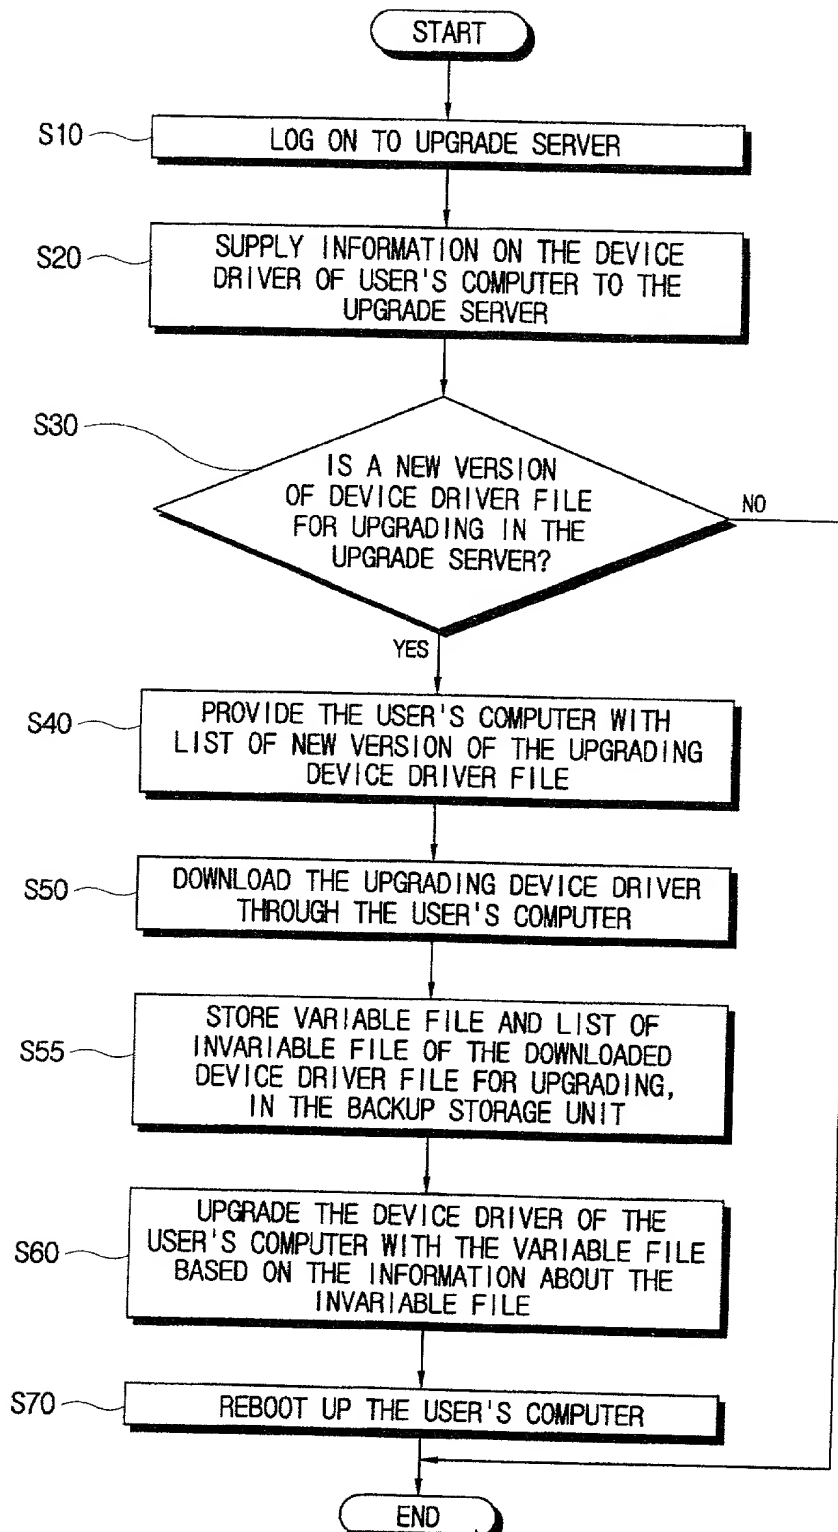 START
S10
LOG ON TO UPGRADE SERVER
S20
SUPPLY INFORMATION ON THE DEVICE
DRIVER OF USER'S COMPUTER TO THE
UPGRADE SERVER
S30
IS A NEW VERSION
OF DEVICE DRIVER FILE
FOR UPGRADING IN THE
UPGRADE SERVER?
NO
YES
S40
PROVIDE THE USER'S COMPUTER WITH
LIST OF NEW VERSION OF THE UPGRADING
DEVICE DRIVER FILE
S50
DOWNLOAD THE UPGRADING DEVICE DRIVER
THROUGH THE USER'S COMPUTER
S55
STORE VARIABLE FILE AND LIST OF
INVARIABLE FILE OF THE DOWNLOADED
DEVICE DRIVER FILE FOR UPGRADING,
IN THE BACKUP STORAGE UNIT
S60
UPGRADE THE DEVICE DRIVER OF THE
USER'S COMPUTER WITH THE VARIABLE FILE
BASED ON THE INFORMATION ABOUT THE
INVARIABLE FILE
S70
REBOOT UP THE USER'S COMPUTER
END